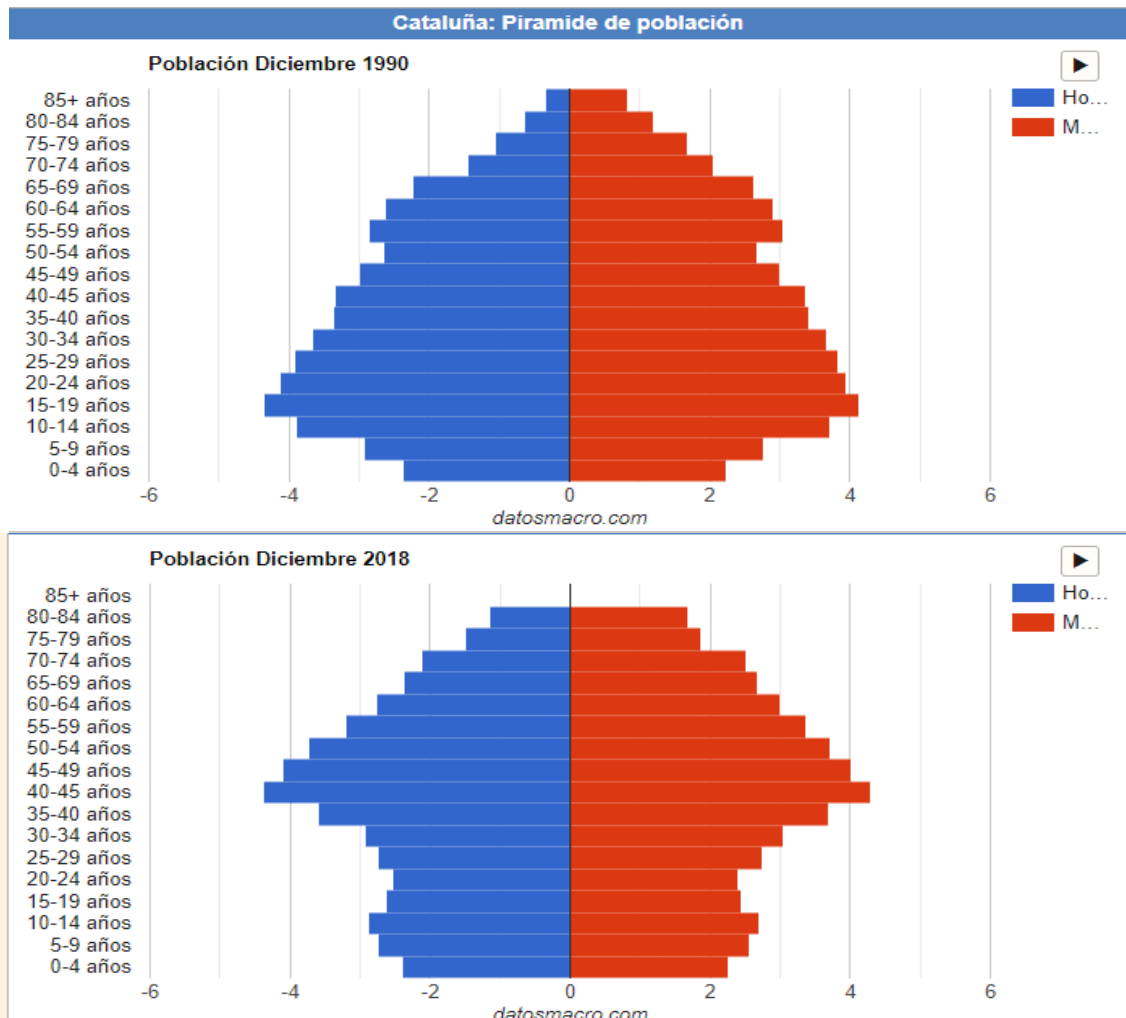 Cataluña: Piramide de población
Población Diciembre 1990
▶
Ho...
M...
85+ años
80-84 años
75-79 años
70-74 años
65-69 años
60-64 años
55-59 años
50-54 años
45-49 años
40-45 años
35-40 años
30-34 años
25-29 años
20-24 años
15-19 años
10-14 años
5-9 años
0-4 años
-6 -4 -2 0 2 4 6
datosmacro.com
Población Diciembre 2018
▶
Ho...
M...
85+ años
80-84 años
75-79 años
70-74 años
65-69 años
60-64 años
55-59 años
50-54 años
45-49 años
40-45 años
35-40 años
30-34 años
25-29 años
20-24 años
15-19 años
10-14 años
5-9 años
0-4 años
-6 -4 -2 0 2 4 6
datosmacro.com